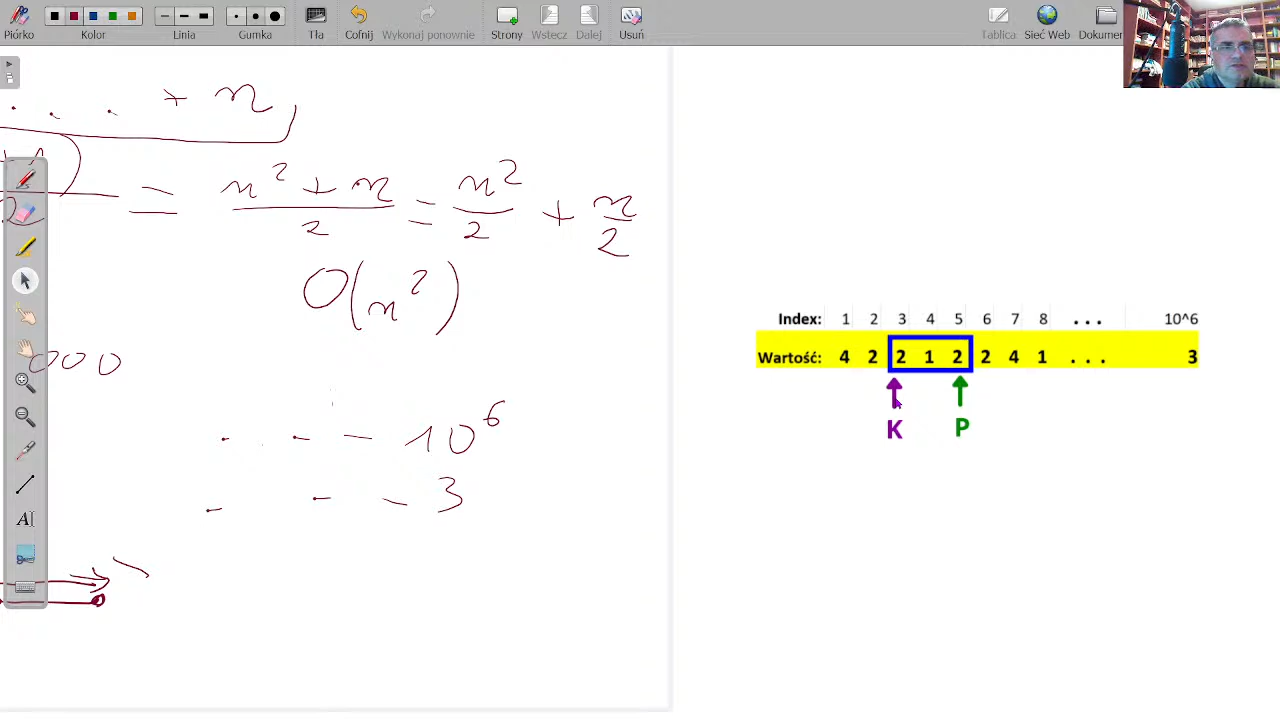 Piórko Kolor Linia Gumka Tła Cofnij Wykonaj ponownie Strony Wstecz Dalej Usuń Tablica Sieć Web Dokumen
. . . + n
= n² + n / 2 = n² / 2 + n / 2
O(n²)
000
. . - 10⁶
. - - 3
Index: 1 2 3 4 5 6 7 8 ... 10^6
Wartość: 4 2 2 1 2 2 4 1 ... 3
K P